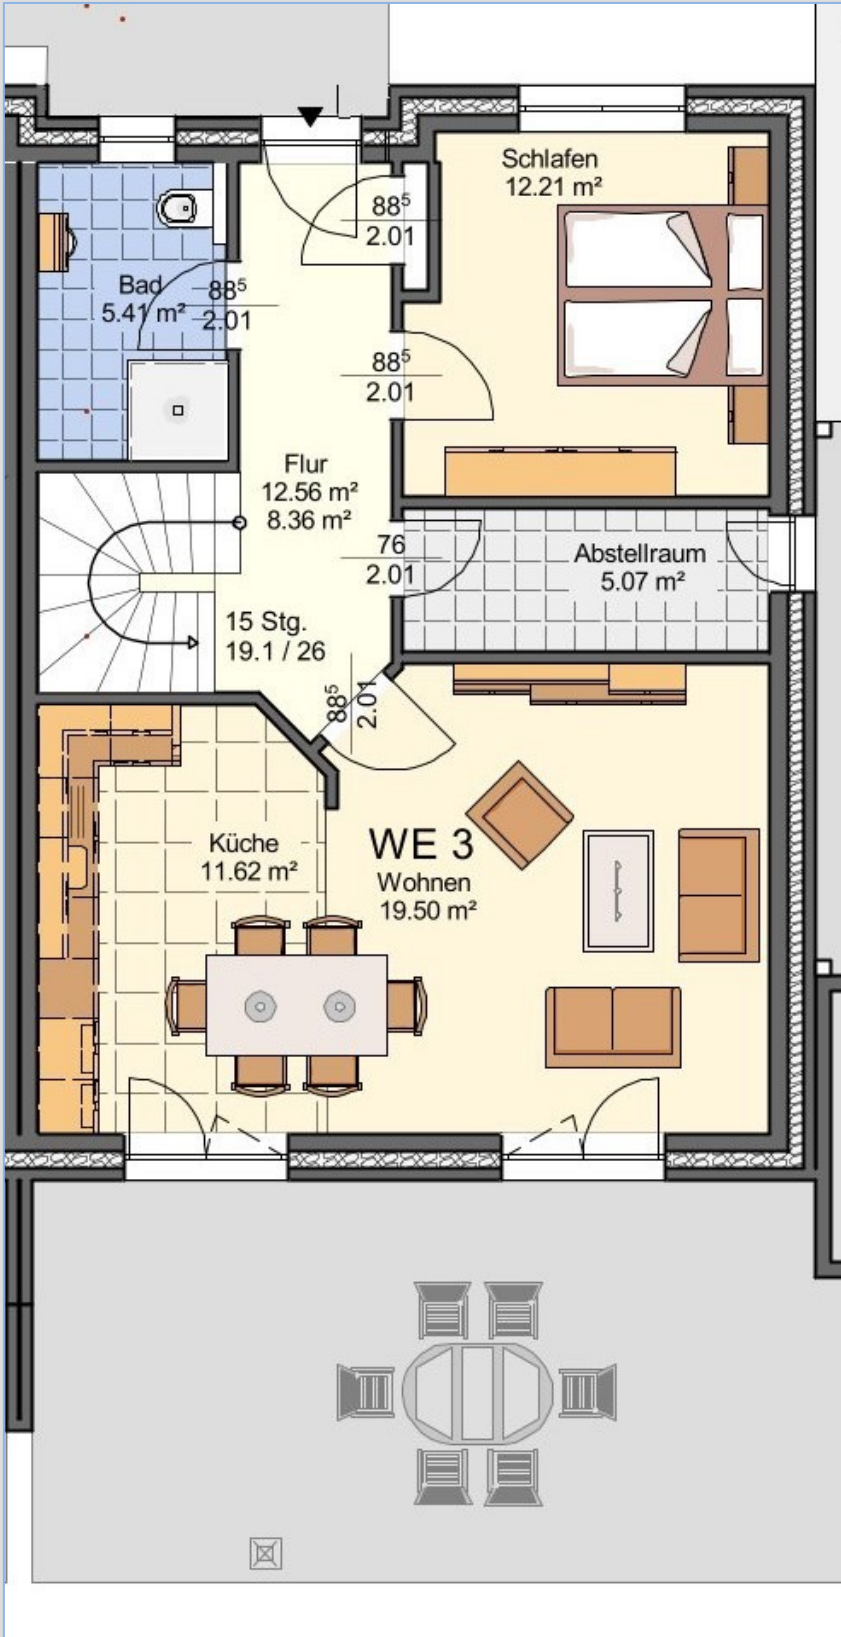 Schlafen
12.21 m²
88⁵
2.01
Bad
5.41 m²
88⁵
2.01
88⁵
2.01
Flur
12.56 m²
8.36 m²
76
2.01
Abstellraum
5.07 m²
15 Stg.
19.1 / 26
88⁵
2.01
Küche
11.62 m²
WE 3
Wohnen
19.50 m²